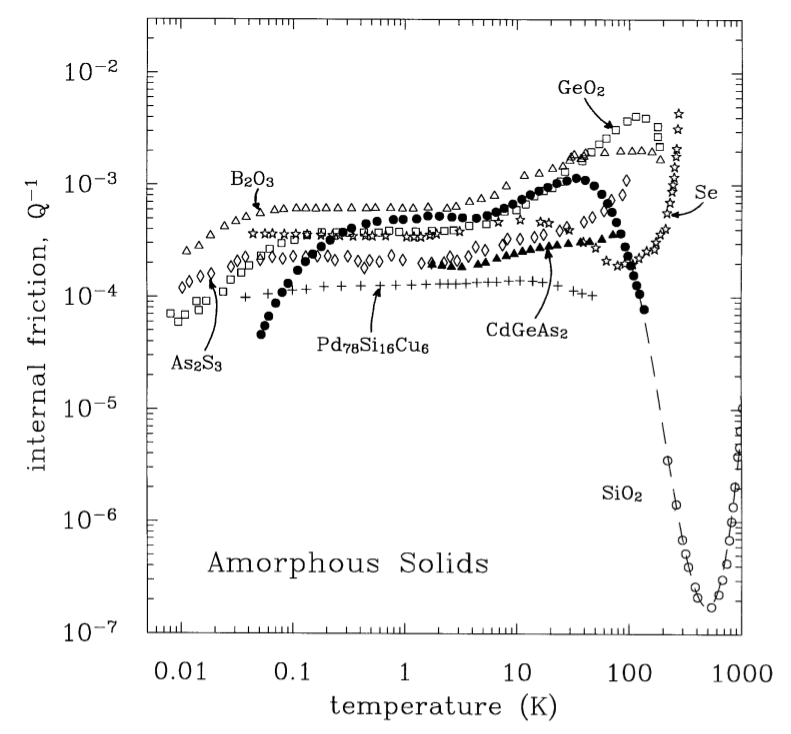 internal friction, Q⁻¹
10⁻²
10⁻³
10⁻⁴
10⁻⁵
10⁻⁶
10⁻⁷
GeO₂
B₂O₃
Se
As₂S₃
Pd₇₈Si₁₆Cu₆
CdGeAs₂
SiO₂
Amorphous Solids
0.01 0.1 1 10 100 1000
temperature (K)